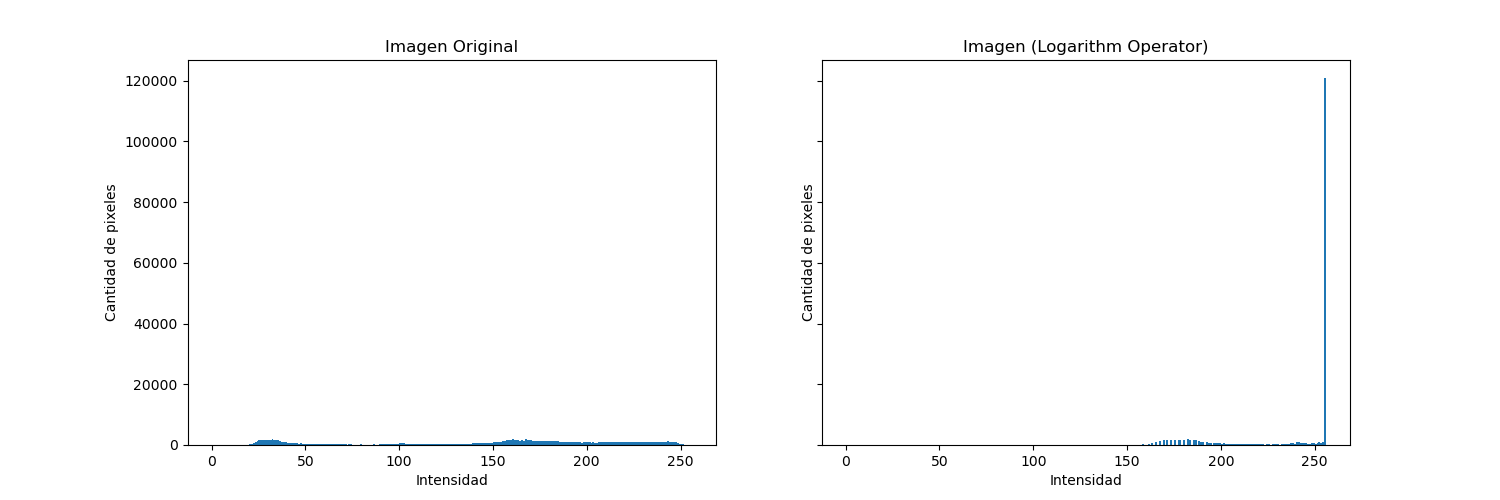 Imagen Original
120000
100000
80000
60000
40000
20000
0
Cantidad de pixeles
0 50 100 150 200 250
Intensidad
Imagen (Logarithm Operator)
Cantidad de pixeles
0 50 100 150 200 250
Intensidad